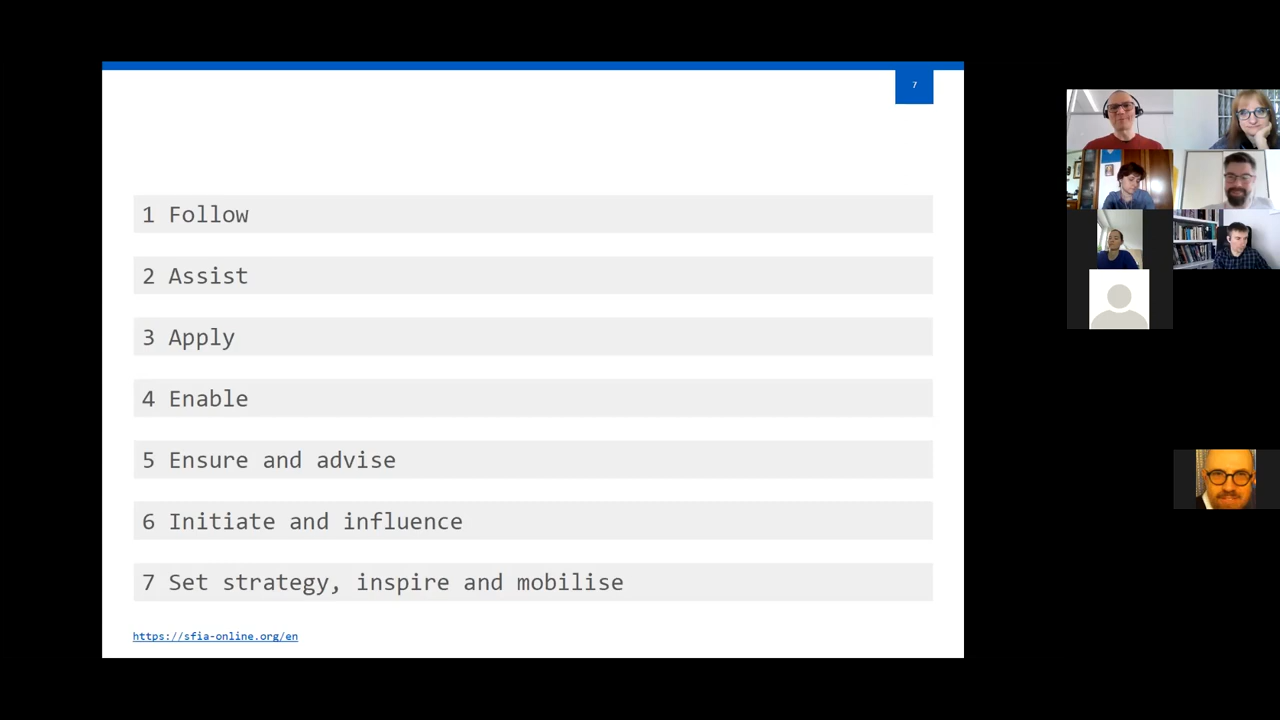 7
1 Follow
2 Assist
3 Apply
4 Enable
5 Ensure and advise
6 Initiate and influence
7 Set strategy, inspire and mobilise
https://sfia-online.org/en